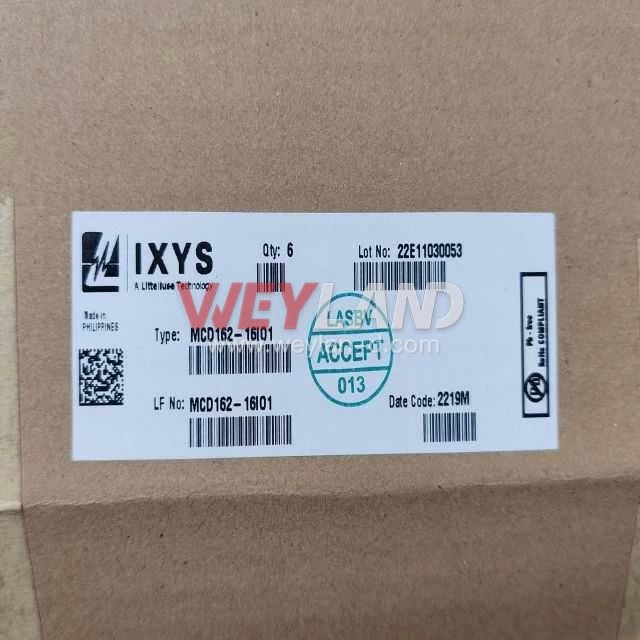 IXYS
A Littelfuse Technology
Qty: 6
Lot No: 22E11030053
Made in
PHILIPPINES
WEYLAND
Type: MCD162-16I01
LASBV
ACCEPT
013
LF No: MCD162-16I01
Date Code: 2219M
Pb-free
RoHS COMPLIANT